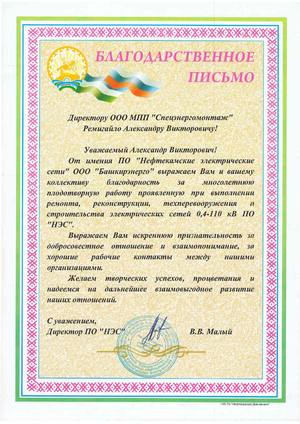 БЛАГОДАРСТВЕННОЕ
ПИСЬМО
Директору ООО МПП "Спецэнергомонтаж"
Ремигайло Александру Викторовичу!
Уважаемый Александр Викторович!
От имени ПО "Нефтекамские электрические
сети" ООО "Башкирэнерго" выражаем Вам и вашему
коллективу благодарность за многолетнюю
плодотворную работу проявленную при выполнении
ремонта, реконструкции, техперевооружения и
строительства электрических сетей 0,4-110 кВ ПО
"НЭС".
Выражаем Вам искреннюю признательность за
добросовестное отношение и взаимопонимание, за
хорошие рабочие контакты между нашими
организациями.
Желаем творческих успехов, процветания и
надеемся на дальнейшее взаимовыгодное развитие
наших отношений.
С уважением,
Директор ПО "НЭС"
В.В. Малый